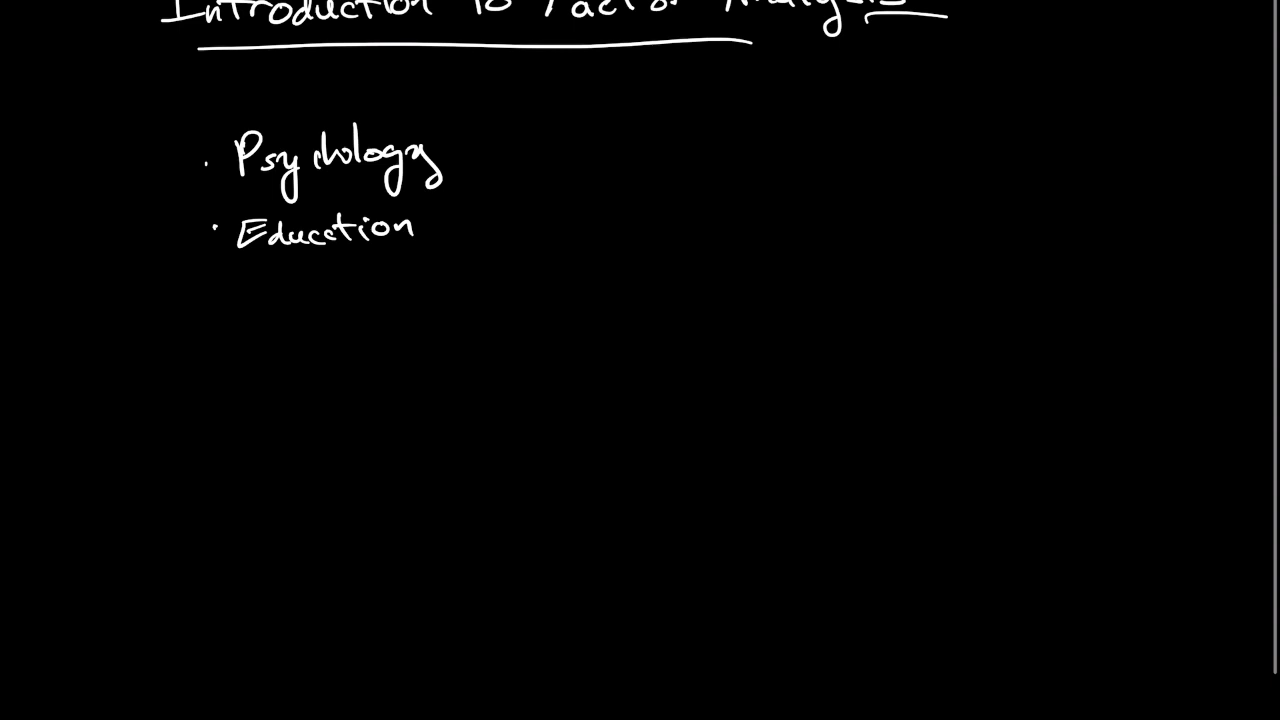 Introduction to Factor Analysis
· Psychology
· Education